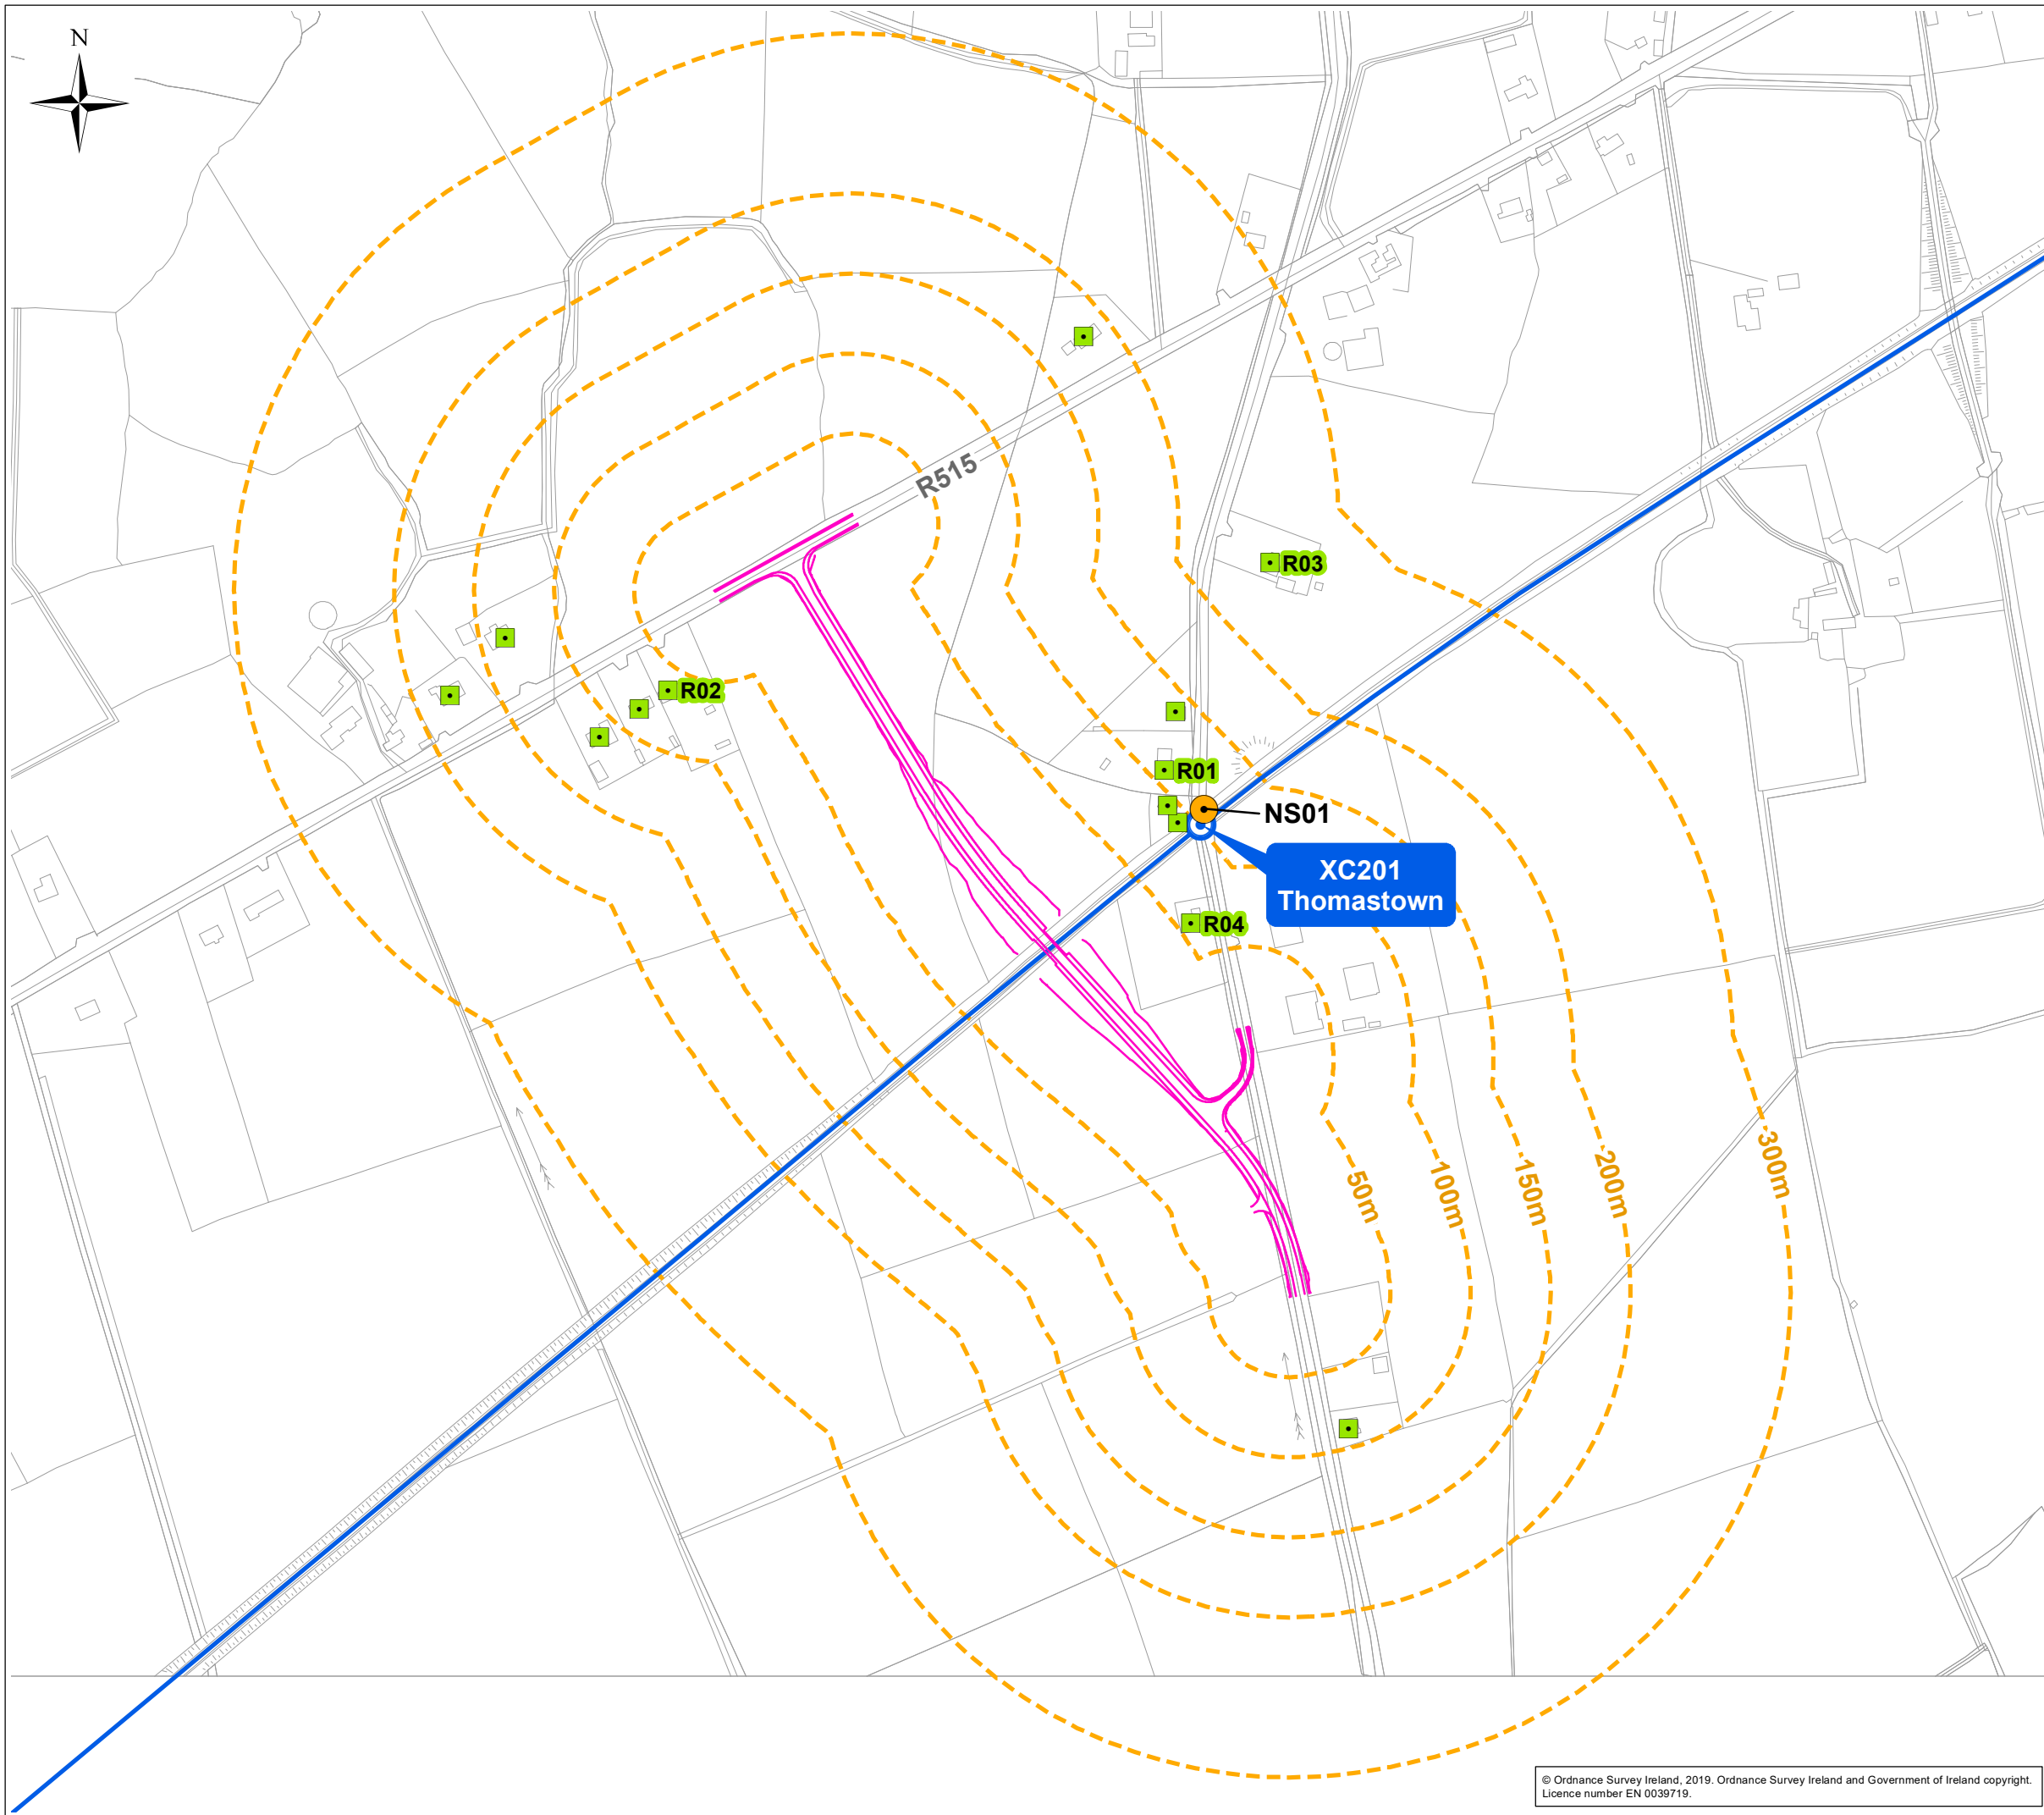 N
R515
R03
R02
R01
NS01
XC201
Thomastown
R04
50m
100m
150m
200m
300m
© Ordnance Survey Ireland, 2019. Ordnance Survey Ireland and Government of Ireland copyright.
Licence number EN 0039719.